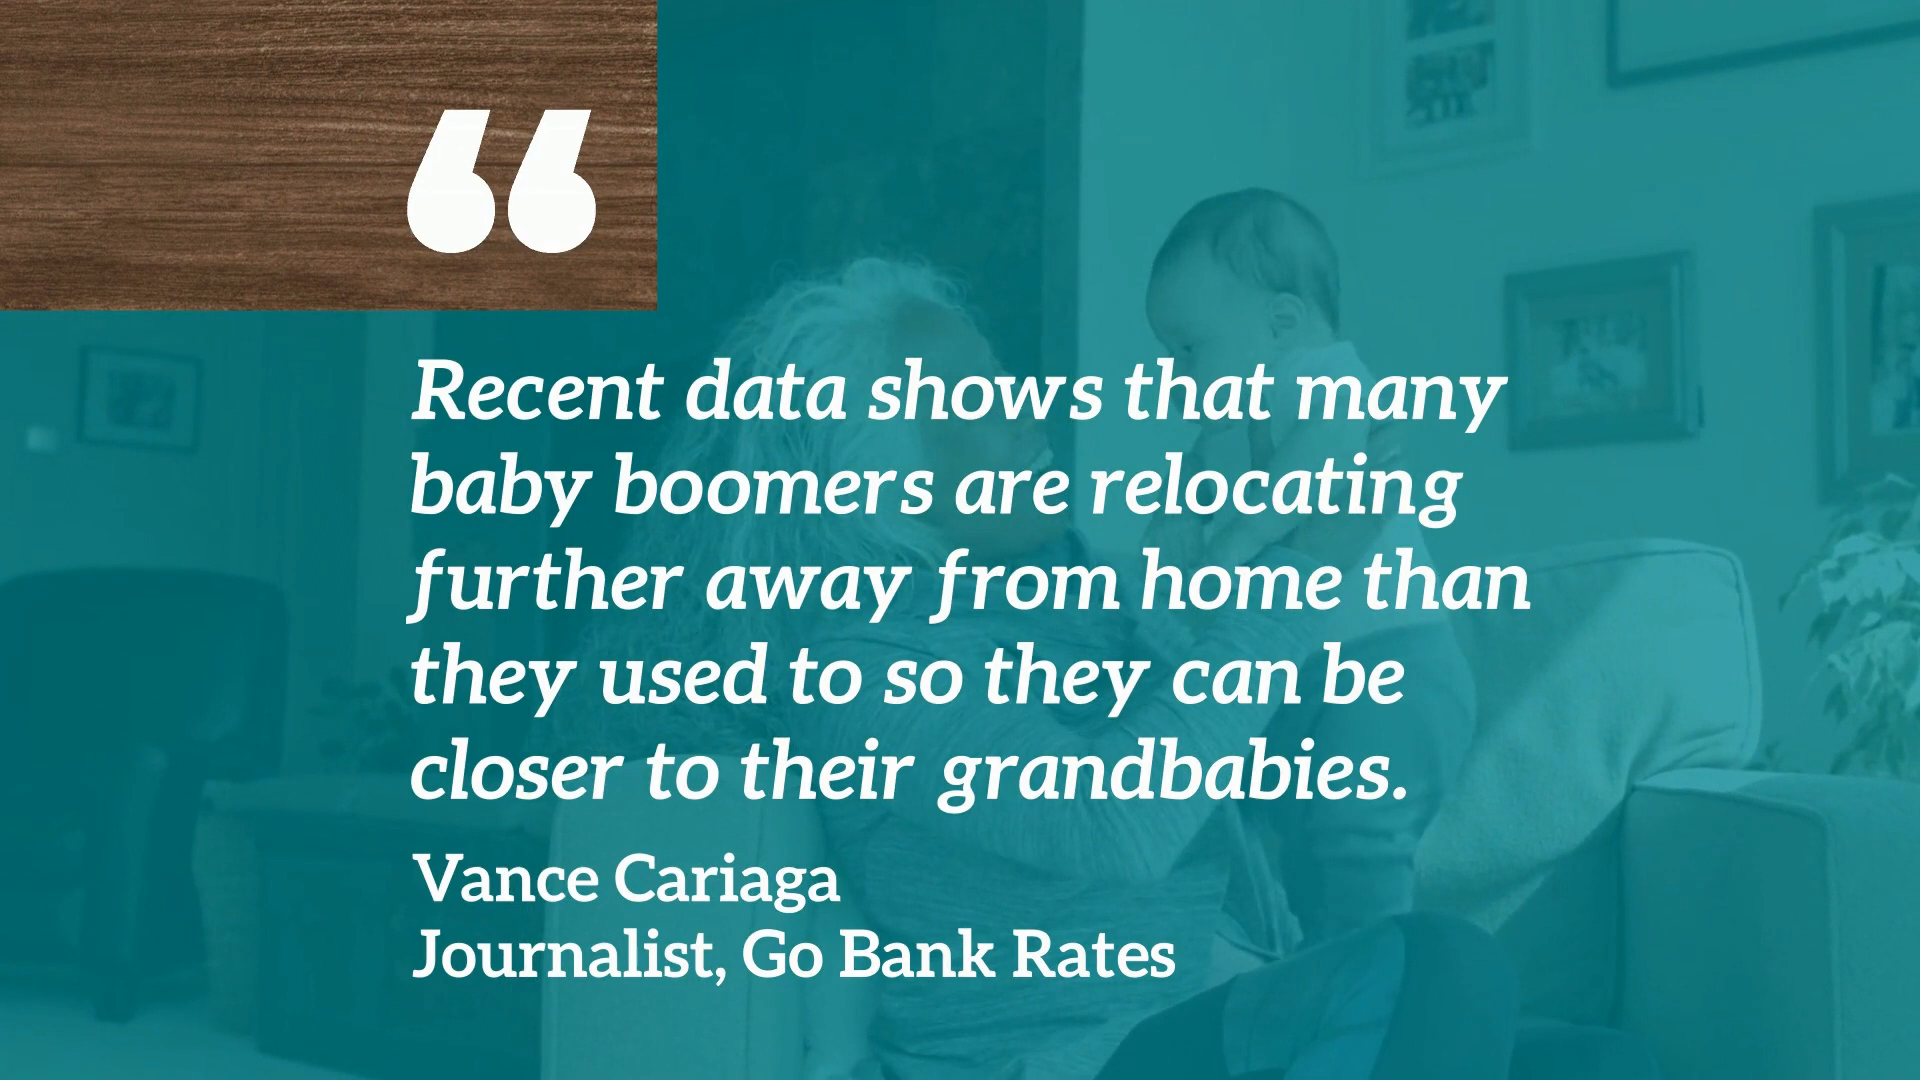 “
Recent data shows that many
baby boomers are relocating
further away from home than
they used to so they can be
closer to their grandbabies.
Vance Cariaga
Journalist, Go Bank Rates